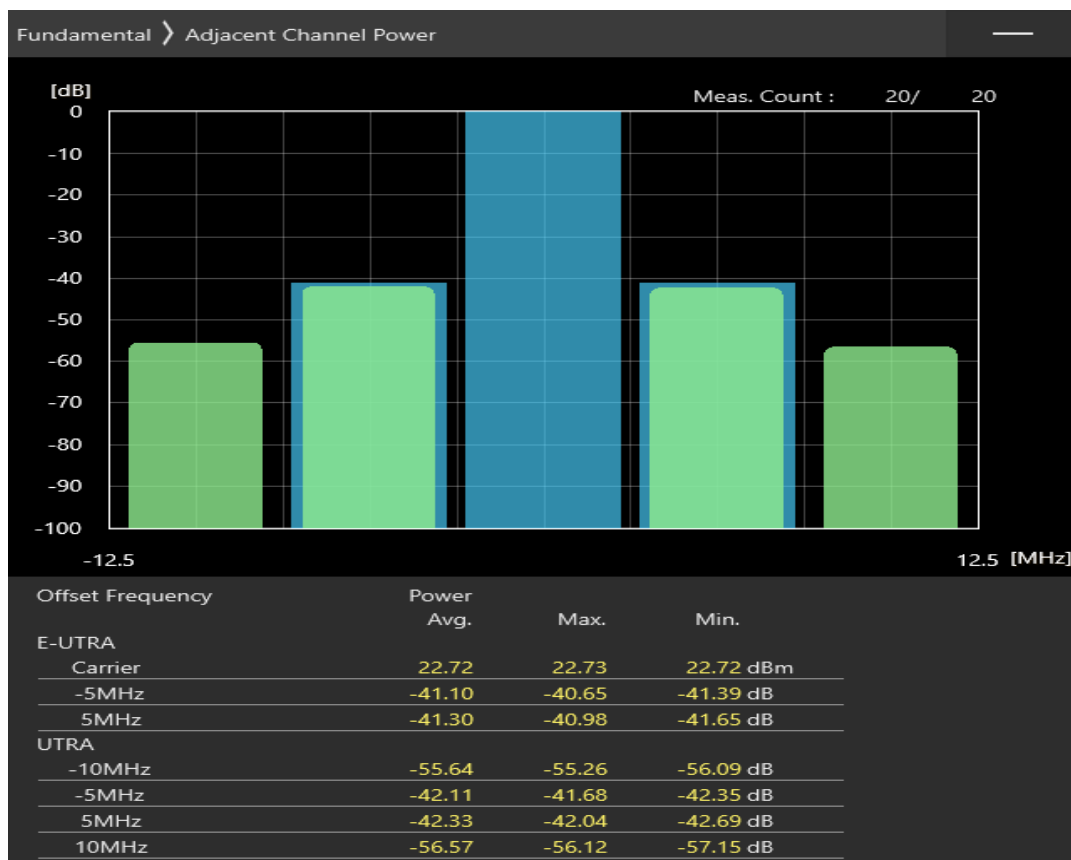 Fundamental ❯ Adjacent Channel Power
[dB]
Meas. Count : 20/ 20
0
-10
-20
-30
-40
-50
-60
-70
-80
-90
-100
-12.5 12.5 [MHz]
Offset Frequency Power
Avg. Max. Min.
E-UTRA
Carrier 22.72 22.73 22.72 dBm
-5MHz -41.10 -40.65 -41.39 dB
5MHz -41.30 -40.98 -41.65 dB
UTRA
-10MHz -55.64 -55.26 -56.09 dB
-5MHz -42.11 -41.68 -42.35 dB
5MHz -42.33 -42.04 -42.69 dB
10MHz -56.57 -56.12 -57.15 dB